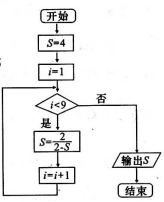 开始
S=4
i=1
i<9
否
是
S=2/(2-S)
i=i+1
输出S
结束